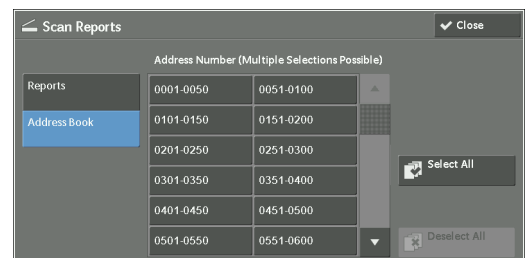 Scan Reports
Close
Address Number (Multiple Selections Possible)
Reports
Address Book
0001-0050 0051-0100
0101-0150 0151-0200
0201-0250 0251-0300
0301-0350 0351-0400
0401-0450 0451-0500
0501-0550 0551-0600
Select All
Deselect All